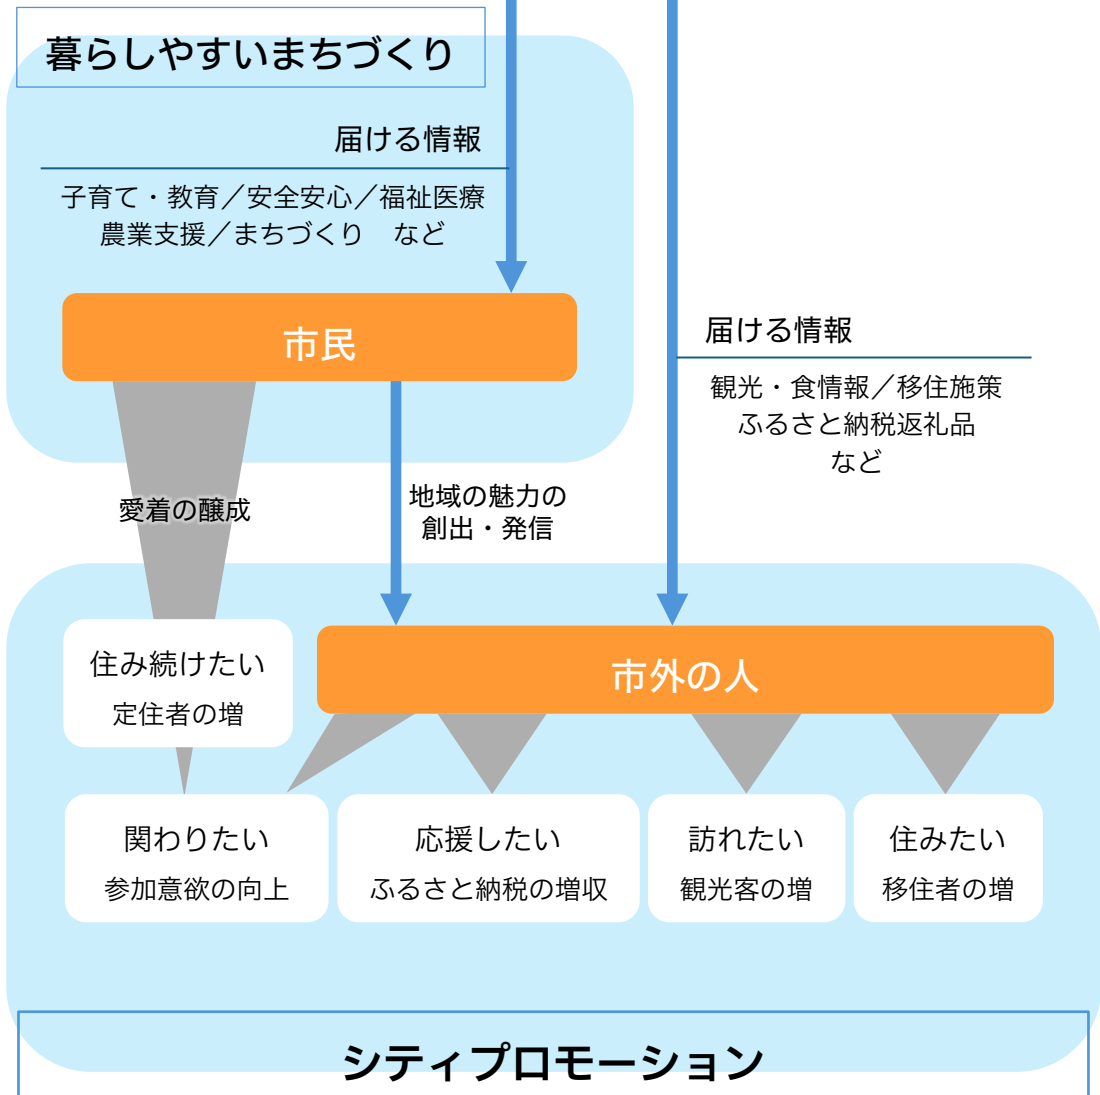 暮らしやすいまちづくり
届ける情報
子育て・教育／安全安心／福祉医療
農業支援／まちづくり　など
市民
届ける情報
観光・食情報／移住施策
ふるさと納税返礼品
など
愛着の醸成
地域の魅力の
創出・発信
住み続けたい
定住者の増
市外の人
関わりたい
参加意欲の向上
応援したい
ふるさと納税の増収
訪れたい
観光客の増
住みたい
移住者の増
シティプロモーション